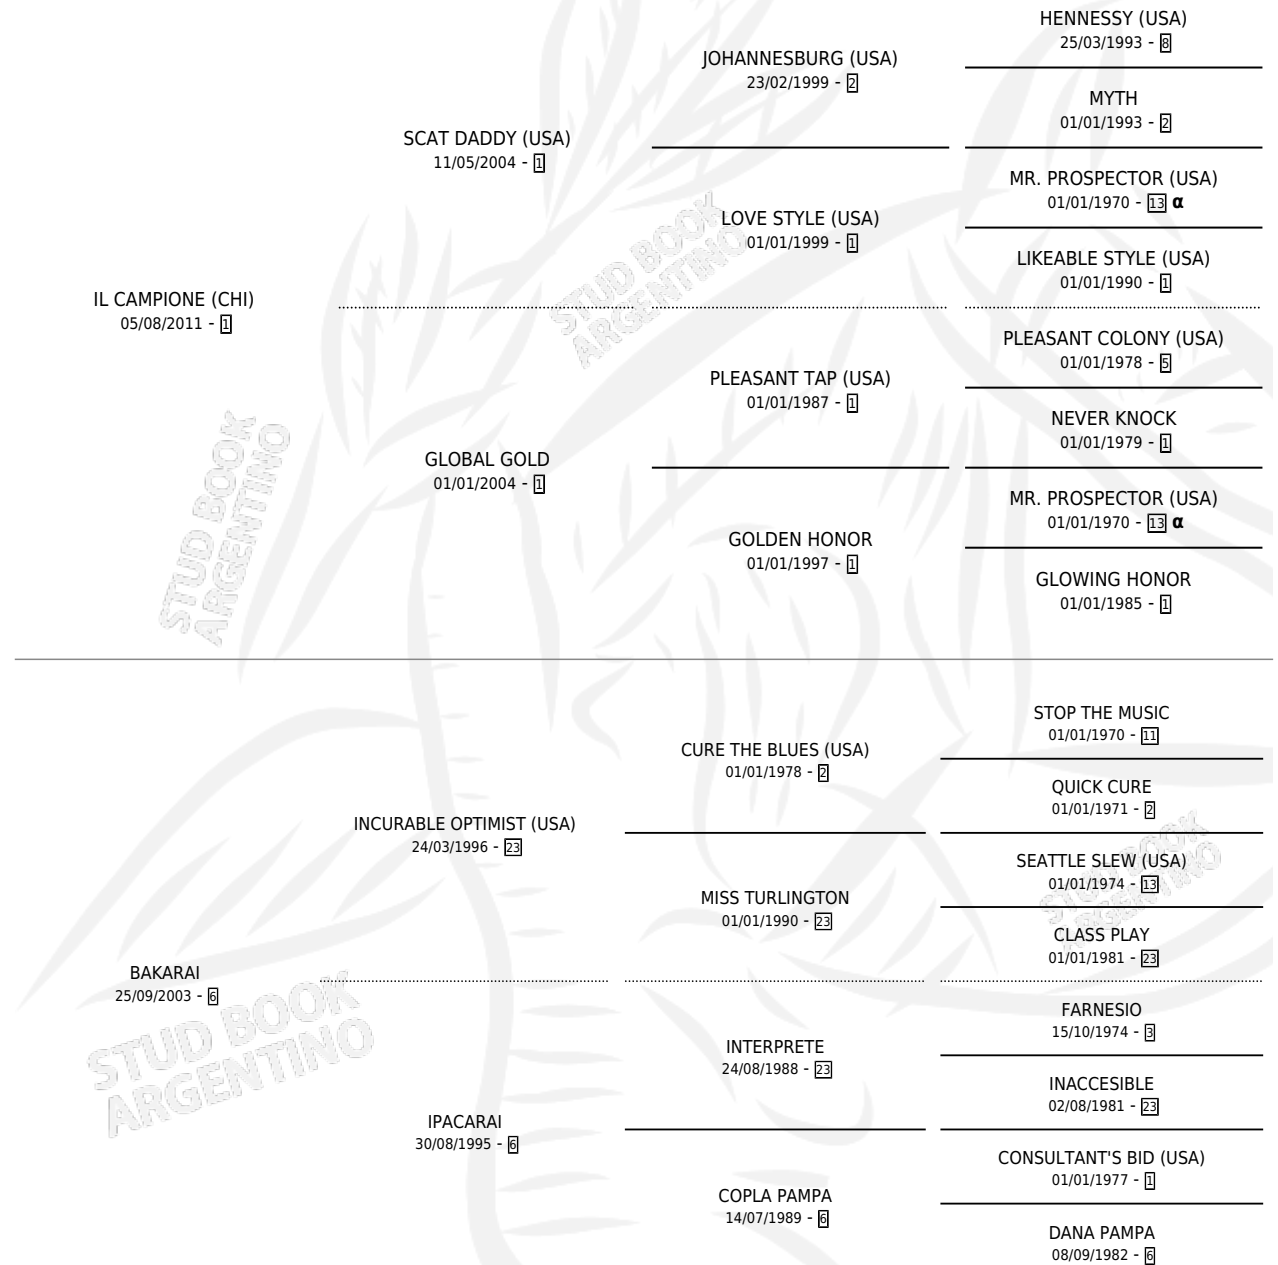 HENNESSY (USA)
25/03/1993 - 8
JOHANNESBURG (USA)
23/02/1999 - 2
MYTH
01/01/1993 - 2
SCAT DADDY (USA)
11/05/2004 - 1
MR. PROSPECTOR (USA)
01/01/1970 - 13 α
LOVE STYLE (USA)
01/01/1999 - 1
LIKEABLE STYLE (USA)
01/01/1990 - 1
STUD BOOK
ARGENTINO
IL CAMPIONE (CHI)
05/08/2011 - 1
PLEASANT COLONY (USA)
01/01/1978 - 5
PLEASANT TAP (USA)
01/01/1987 - 1
NEVER KNOCK
01/01/1979 - 1
GLOBAL GOLD
01/01/2004 - 1
MR. PROSPECTOR (USA)
01/01/1970 - 13 α
GOLDEN HONOR
01/01/1997 - 1
GLOWING HONOR
01/01/1985 - 1
STUD BOOK
ARGENTINO
STOP THE MUSIC
01/01/1970 - 11
CURE THE BLUES (USA)
01/01/1978 - 2
QUICK CURE
01/01/1971 - 2
INCURABLE OPTIMIST (USA)
24/03/1996 - 23
SEATTLE SLEW (USA)
01/01/1974 - 13
MISS TURLINGTON
01/01/1990 - 23
CLASS PLAY
01/01/1981 - 23
STUD BOOK
ARGENTINO
BAKARAI
25/09/2003 - 6
FARNESIO
15/10/1974 - 3
INTERPRETE
24/08/1988 - 23
INACCESIBLE
02/08/1981 - 23
STUD BOOK
ARGENTINO
IPACARAI
30/08/1995 - 6
CONSULTANT'S BID (USA)
01/01/1977 - 1
COPLA PAMPA
14/07/1989 - 6
DANA PAMPA
08/09/1982 - 6